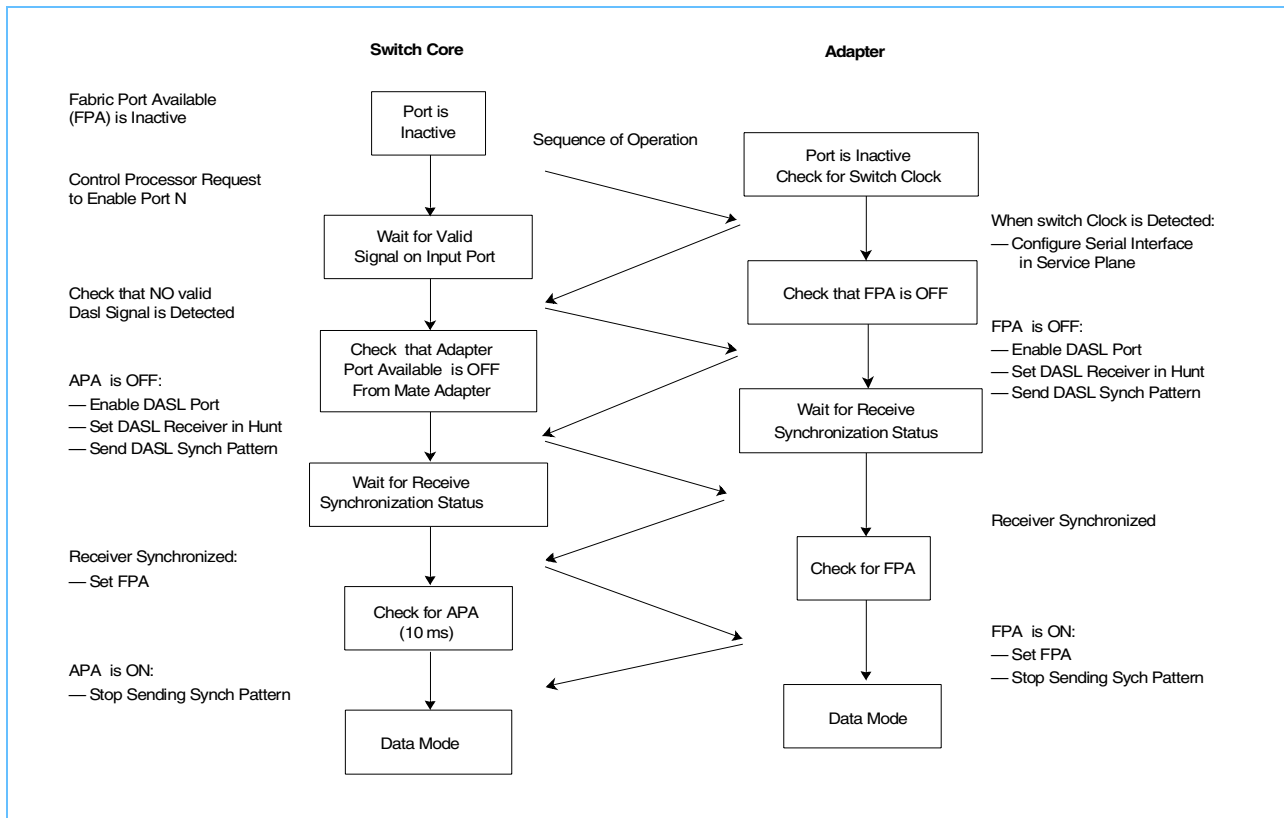 Switch Core
Adapter
Fabric Port Available
(FPA) is Inactive
Port is
Inactive
Sequence of Operation
Port is Inactive
Check for Switch Clock
Control Processor Request
to Enable Port N
Wait for Valid
Signal on Input Port
When switch Clock is Detected:
— Configure Serial Interface
in Service Plane
Check that NO valid
Dasl Signal is Detected
Check that FPA is OFF
Check that Adapter
Port Available is OFF
From Mate Adapter
FPA is OFF:
— Enable DASL Port
— Set DASL Receiver in Hunt
— Send DASL Synch Pattern
APA is OFF:
— Enable DASL Port
— Set DASL Receiver in Hunt
— Send DASL Synch Pattern
Wait for Receive
Synchronization Status
Wait for Receive
Synchronization Status
Receiver Synchronized
Receiver Synchronized:
— Set FPA
Check for FPA
Check for APA
(10 ms)
FPA is ON:
— Set FPA
— Stop Sending Sych Pattern
APA is ON:
— Stop Sending Synch Pattern
Data Mode
Data Mode